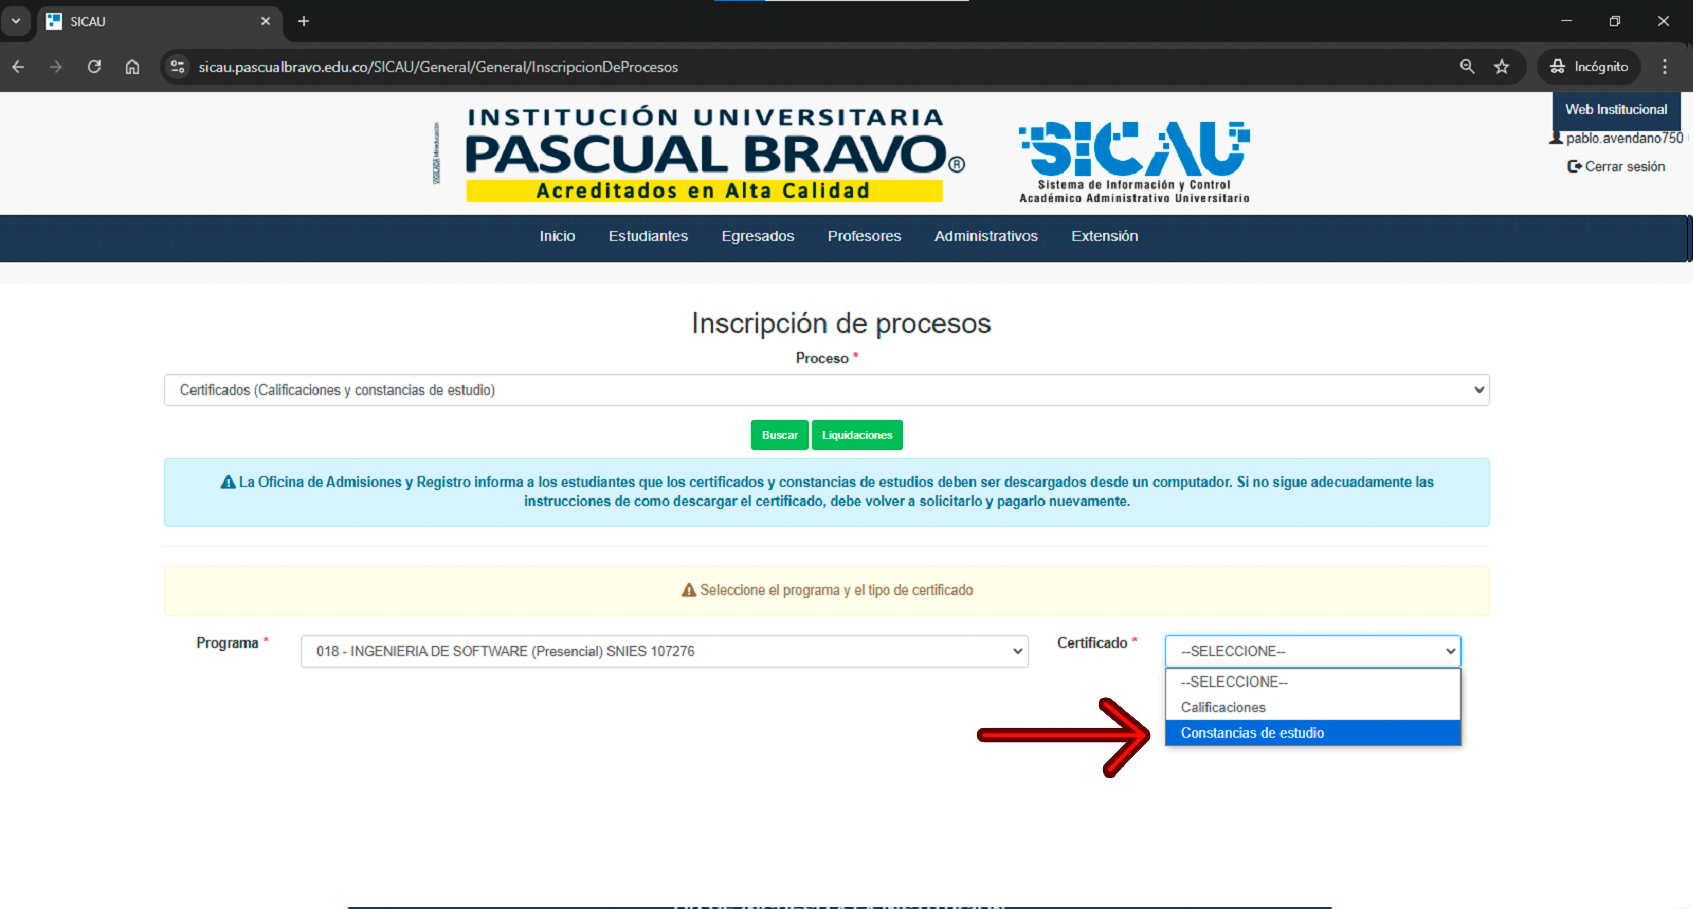 SICAU
sicau.pascualbravo.edu.co/SICAU/General/General/InscripcionDeProcesos
Incógnito
VIGILADA Mineducación
INSTITUCIÓN UNIVERSITARIA
PASCUAL BRAVO®
Acreditados en Alta Calidad
SICAU
Sistema de Información y Control
Académico Administrativo Universitario
Web Institucional
pablo.avendano750
Cerrar sesión
Inicio Estudiantes Egresados Profesores Administrativos Extensión
Inscripción de procesos
Proceso *
Certificados (Calificaciones y constancias de estudio)
Buscar Liquidaciones
La Oficina de Admisiones y Registro informa a los estudiantes que los certificados y constancias de estudios deben ser descargados desde un computador. Si no sigue adecuadamente las
instrucciones de como descargar el certificado, debe volver a solicitarlo y pagarlo nuevamente.
Seleccione el programa y el tipo de certificado
Programa * 018 - INGENIERIA DE SOFTWARE (Presencial) SNIES 107276 Certificado * --SELECCIONE--
--SELECCIONE--
Calificaciones
Constancias de estudio